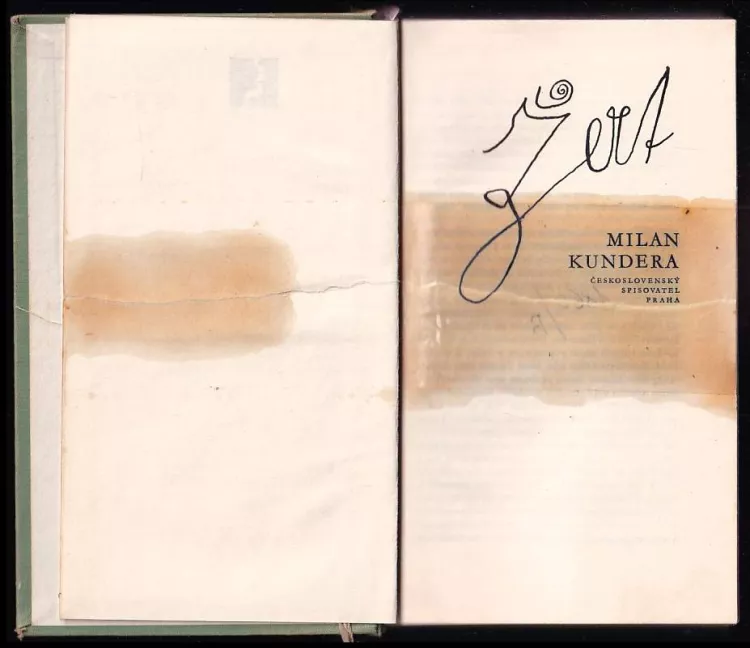 Žert
MILAN
KUNDERA
ČESKOSLOVENSKÝ
SPISOVATEL
PRAHA